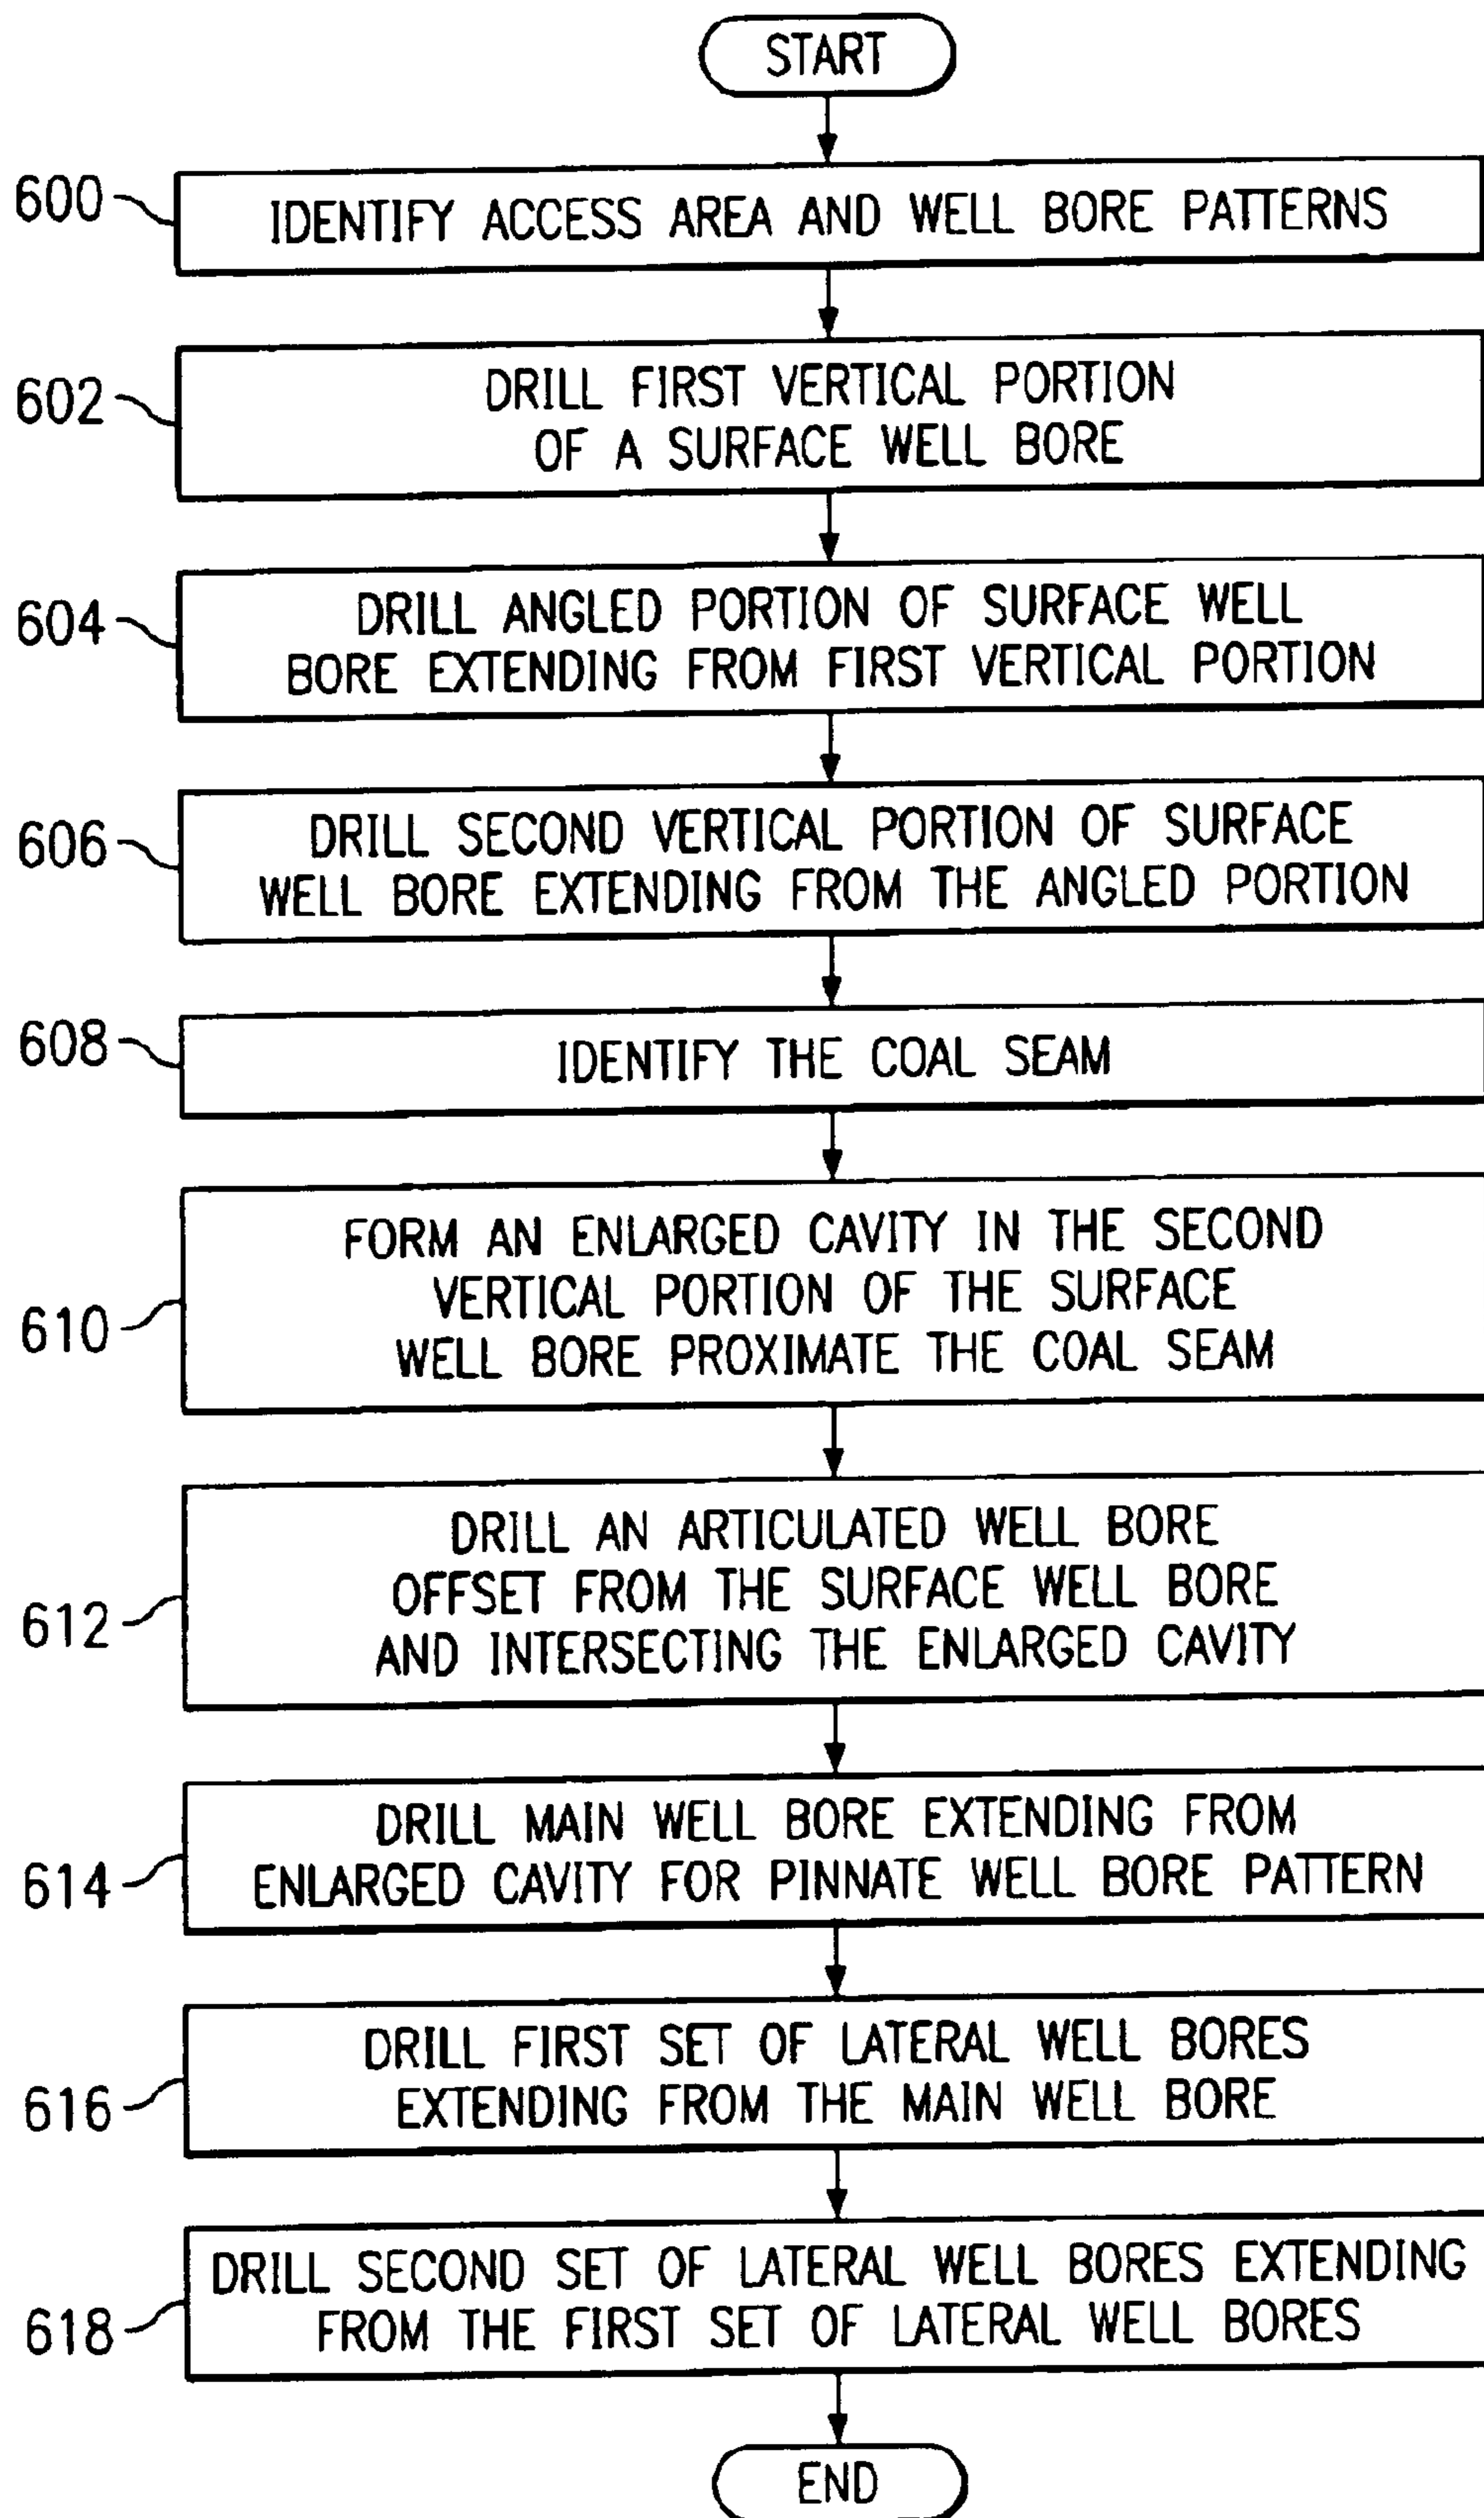 START
600
IDENTIFY ACCESS AREA AND WELL BORE PATTERNS
602
DRILL FIRST VERTICAL PORTION
OF A SURFACE WELL BORE
604
DRILL ANGLED PORTION OF SURFACE WELL
BORE EXTENDING FROM FIRST VERTICAL PORTION
606
DRILL SECOND VERTICAL PORTION OF SURFACE
WELL BORE EXTENDING FROM THE ANGLED PORTION
608
IDENTIFY THE COAL SEAM
610
FORM AN ENLARGED CAVITY IN THE SECOND
VERTICAL PORTION OF THE SURFACE
WELL BORE PROXIMATE THE COAL SEAM
612
DRILL AN ARTICULATED WELL BORE
OFFSET FROM THE SURFACE WELL BORE
AND INTERSECTING THE ENLARGED CAVITY
614
DRILL MAIN WELL BORE EXTENDING FROM
ENLARGED CAVITY FOR PINNATE WELL BORE PATTERN
616
DRILL FIRST SET OF LATERAL WELL BORES
EXTENDING FROM THE MAIN WELL BORE
618
DRILL SECOND SET OF LATERAL WELL BORES EXTENDING
FROM THE FIRST SET OF LATERAL WELL BORES
END